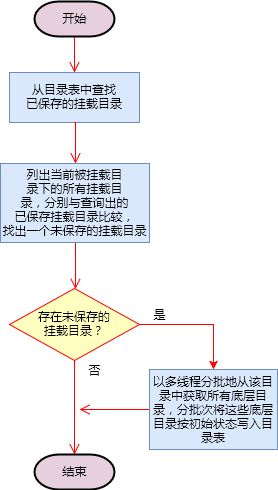 开始
从目录表中查找
已保存的挂载目录
列出当前被挂载目
录下的所有挂载目
录，分别与查询出的
已保存挂载目录比较，
找出一个未保存的挂载目录
存在未保存的
挂载目录？
是
否
以多线程分批地从该目
录中获取所有底层目
录，分批次将这些底层
目录按初始状态写入目
录表
结束